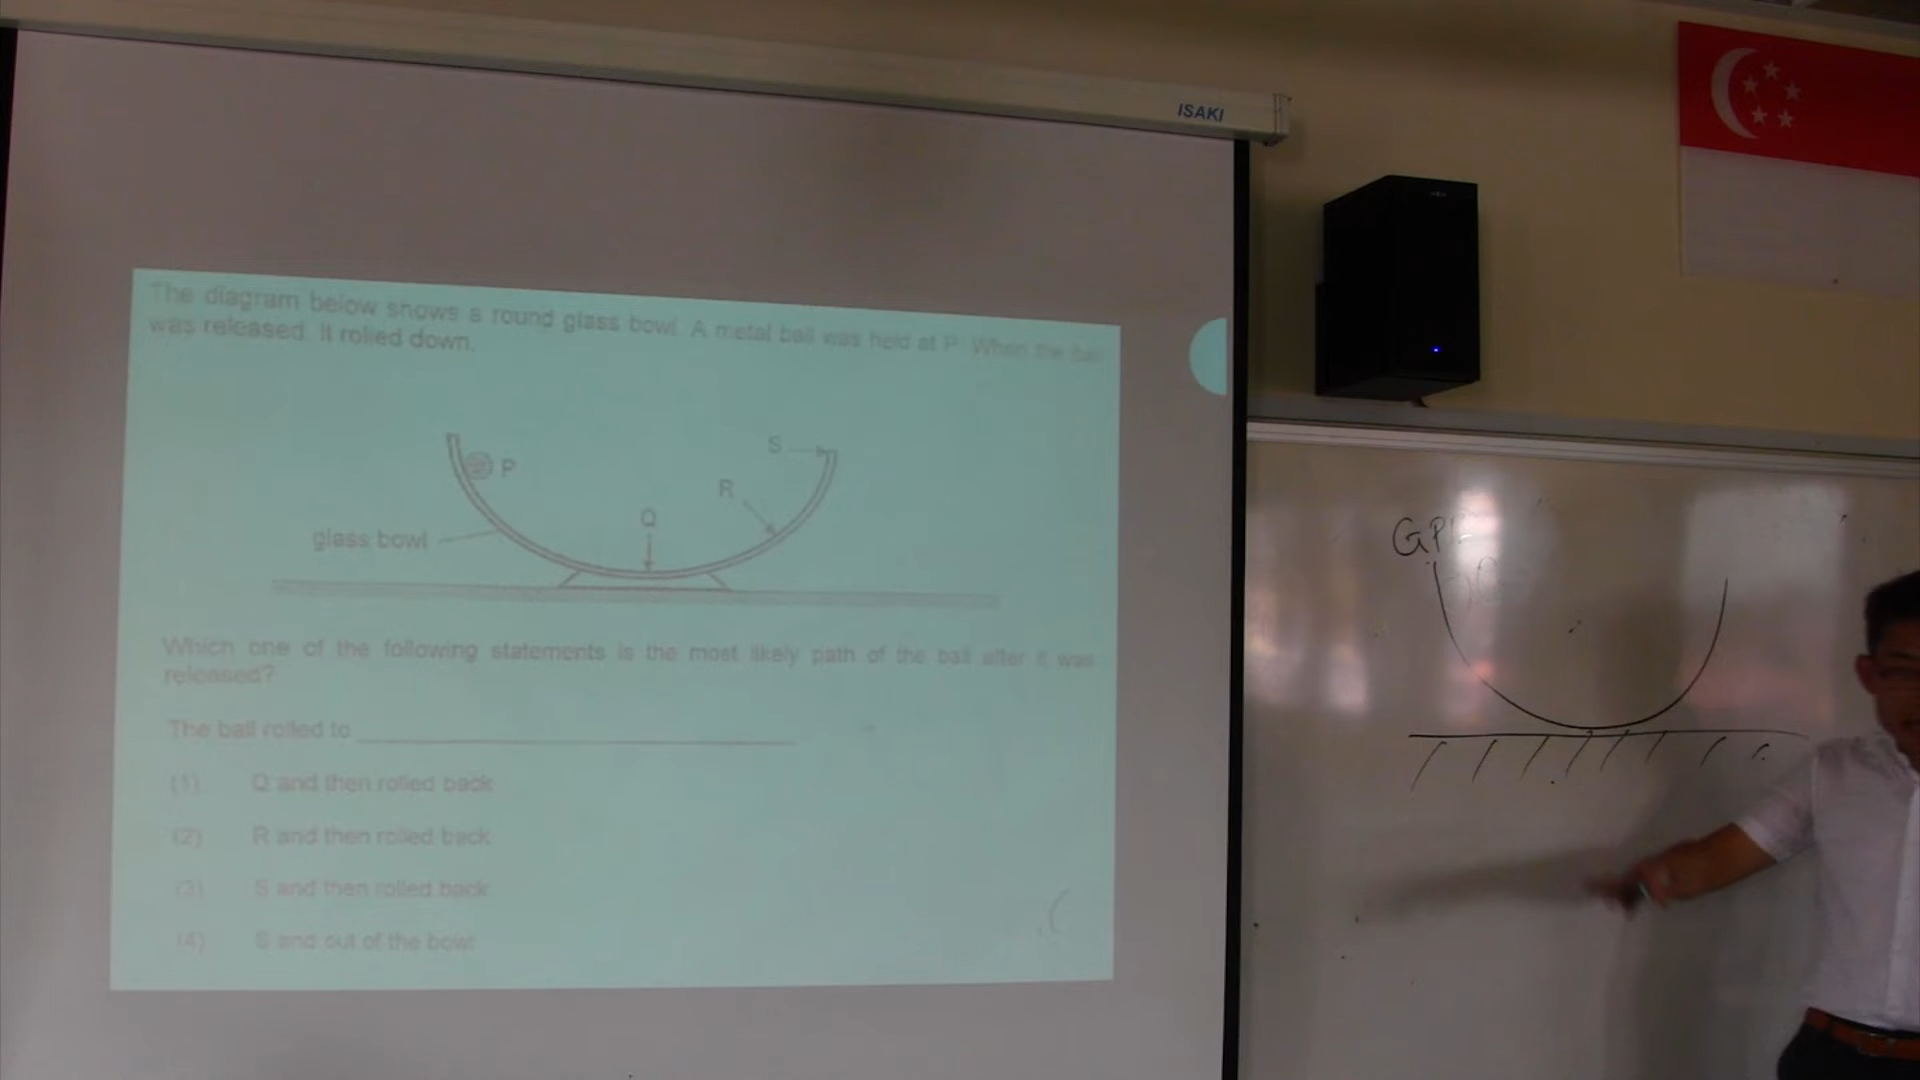 ISAKI
The diagram below shows a round glass bowl. A metal ball was held at P. When the ball
was released. It rolled down.
S
P
R
Q
glass bowl
Which one of the following statements is the most likely path of the ball after it was
released?
The ball rolled to
(1) Q and then rolled back
(2) R and then rolled back
(3) S and then rolled back
(4) S and out of the bowl